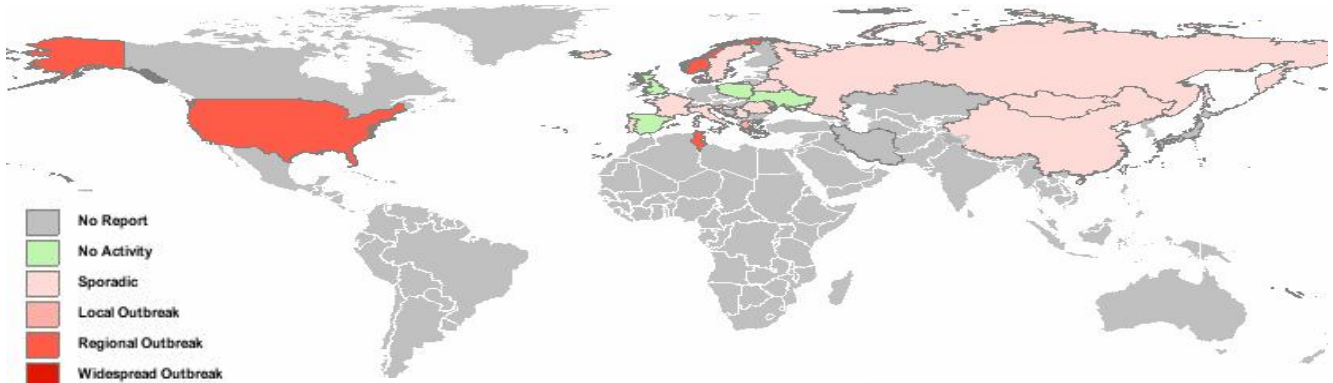 No Report
No Activity
Sporadic
Local Outbreak
Regional Outbreak
Widespread Outbreak